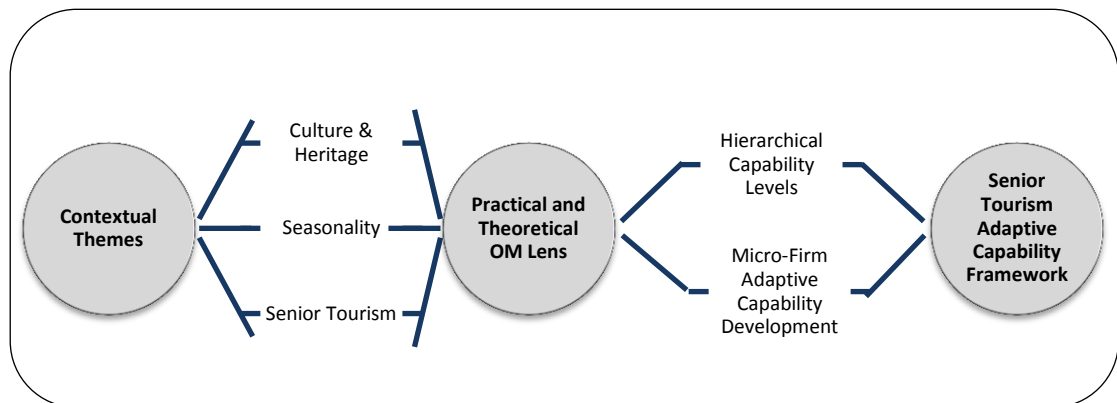 Contextual
Themes
Culture &
Heritage
Seasonality
Senior Tourism
Practical and
Theoretical
OM Lens
Hierarchical
Capability
Levels
Micro-Firm
Adaptive
Capability
Development
Senior
Tourism
Adaptive
Capability
Framework